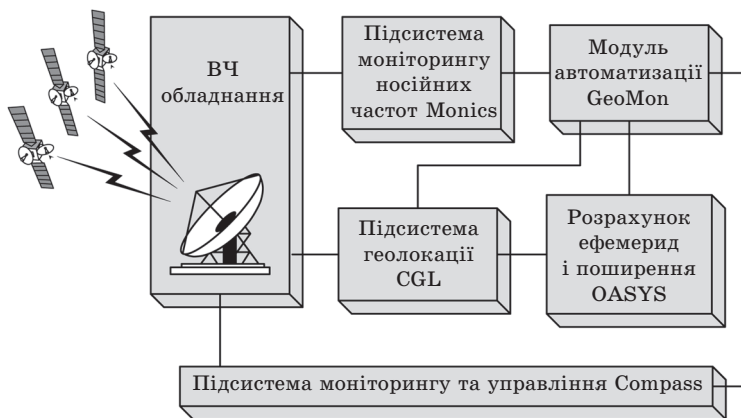 ВЧ
обладнання
Підсистема
моніторингу
носійних
частот Monics
Модуль
автоматизації
GeoMon
Підсистема
геолокації
CGL
Розрахунок
ефемерид
і поширення
OASYS
Підсистема моніторингу та управління Compass